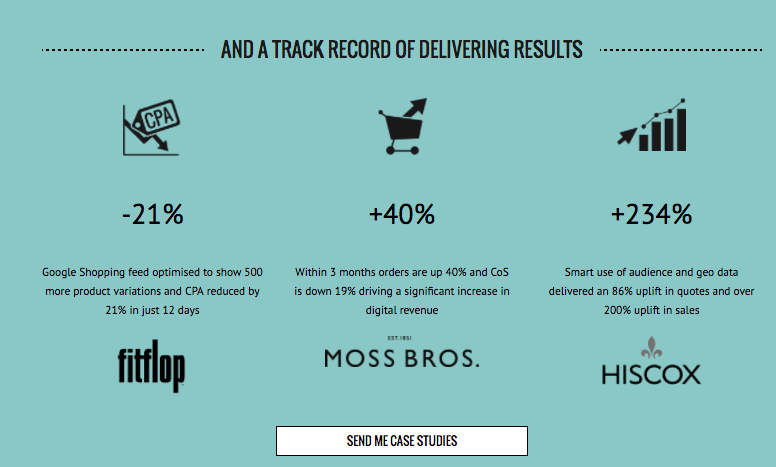 AND A TRACK RECORD OF DELIVERING RESULTS
CPA
-21%
+40%
+234%
Google Shopping feed optimised to show 500
more product variations and CPA reduced by
21% in just 12 days
Within 3 months orders are up 40% and CoS
is down 19% driving a significant increase in
digital revenue
Smart use of audience and geo data
delivered an 86% uplift in quotes and over
200% uplift in sales
fitflop
EST. 1851
MOSS BROS.
HISCOX
SEND ME CASE STUDIES